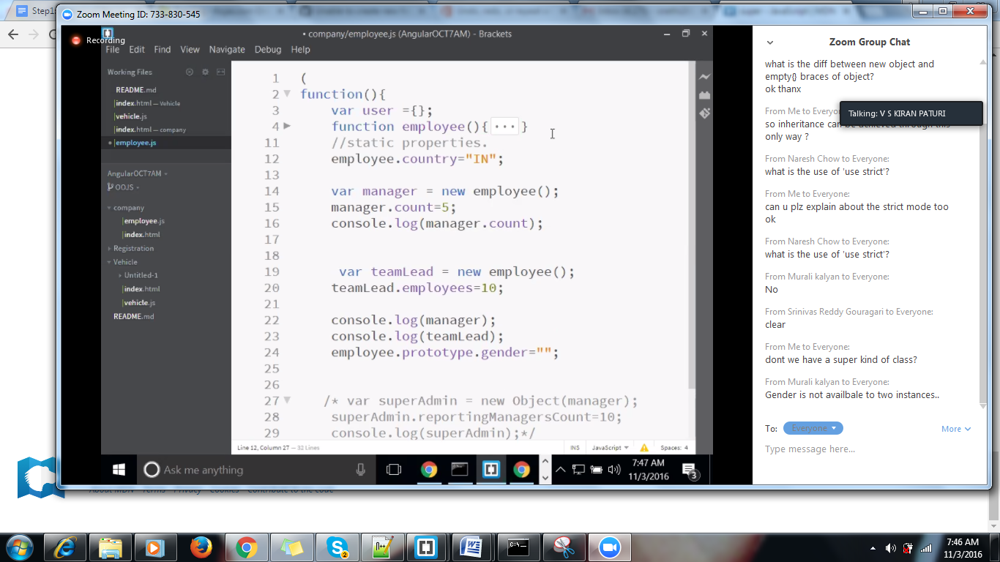 Step1
Zoom Meeting ID: 733-830-545
Recording
• company/employee.js (AngularOCT7AM) - Brackets
File Edit Find View Navigate Debug Help
Working Files
README.md
index.html — Vehicle
vehicle.js
index.html — company
employee.js
AngularOCT7AM
OOJS
company
employee.js
index.html
Registration
Vehicle
Untitled-1
index.html
vehicle.js
README.md
1 (
2 function(){
3 var user ={};
4 function employee(){ ... }
11 //static properties.
12 employee.country="IN";
13
14 var manager = new employee();
15 manager.count=5;
16 console.log(manager.count);
17
18
19 var teamLead = new employee();
20 teamLead.employees=10;
21
22 console.log(manager);
23 console.log(teamLead);
24 employee.prototype.gender="";
25
26
27 /* var superAdmin = new Object(manager);
28 superAdmin.reportingManagersCount=10;
29 console.log(superAdmin);*/
Line 12, Column 27 — 32 Lines
INS JavaScript Spaces: 4
Ask me anything
7:47 AM
11/3/2016
3
Zoom Group Chat
what is the diff between new object and
empty{} braces of object?
ok thanx
From Me to Everyone:
Talking: V S KIRAN PATURI
so inheritance can be achieved through this
only way ?
From Naresh Chow to Everyone:
what is the use of 'use strict'?
From Me to Everyone:
can u plz explain about the strict mode too
ok
From Naresh Chow to Everyone:
what is the use of 'use strict'?
From Murali kalyan to Everyone:
No
From Srinivas Reddy Gouragari to Everyone:
clear
From Me to Everyone:
dont we have a super kind of class?
From Murali kalyan to Everyone:
Gender is not availbale to two instances..
To: Everyone More
Type message here...
About MDN Terms Privacy Cookies Contribute to the code
2
7:46 AM
11/3/2016